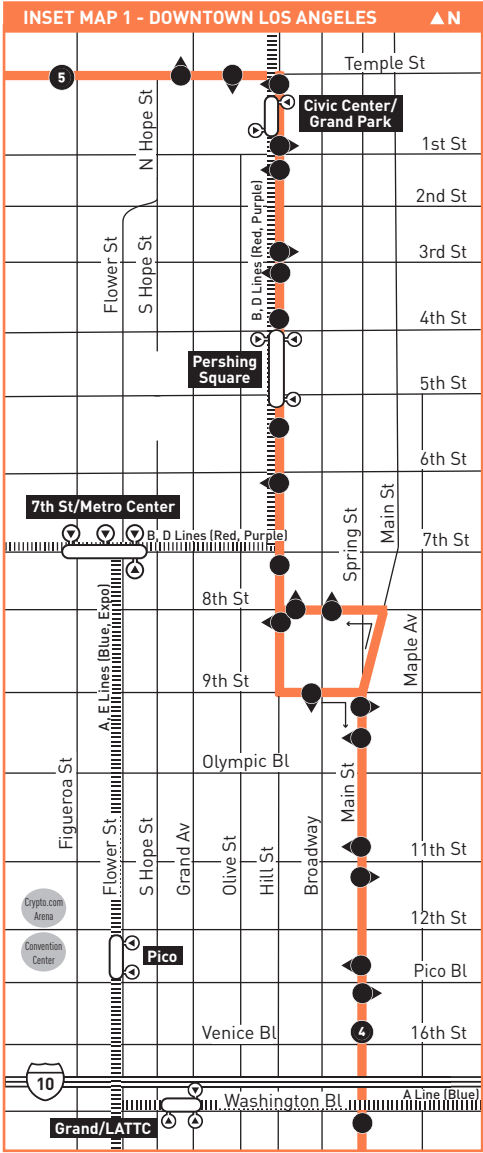 INSET MAP 1 - DOWNTOWN LOS ANGELES
N
Temple St
5
Civic Center/
Grand Park
N Hope St
1st St
2nd St
B, D Lines (Red, Purple)
Flower St
S Hope St
3rd St
4th St
Pershing
Square
5th St
6th St
7th St/Metro Center
B, D Lines (Red, Purple)
Spring St
Main St
7th St
8th St
A, E Lines (Blue, Expo)
Maple Av
9th St
Olympic Bl
Figueroa St
Flower St
S Hope St
Grand Av
Olive St
Hill St
Broadway
Main St
11th St
Crypto.com
Arena
12th St
Convention
Center
Pico
Pico Bl
Venice Bl
4
16th St
10
Washington Bl
A Line (Blue)
Grand/LATTC